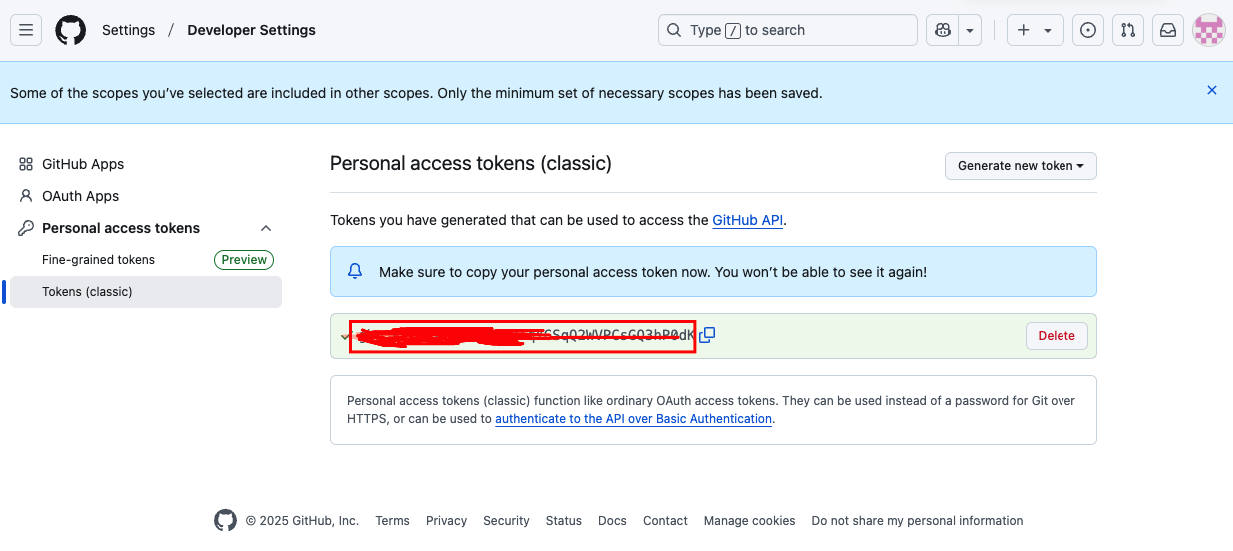 Settings / Developer Settings
Type / to search
Some of the scopes you’ve selected are included in other scopes. Only the minimum set of necessary scopes has been saved.
GitHub Apps
OAuth Apps
Personal access tokens
Fine-grained tokens Preview
Tokens (classic)
Personal access tokens (classic)
Generate new token
Tokens you have generated that can be used to access the GitHub API.
Make sure to copy your personal access token now. You won’t be able to see it again!
Delete
Personal access tokens (classic) function like ordinary OAuth access tokens. They can be used instead of a password for Git over
HTTPS, or can be used to authenticate to the API over Basic Authentication.
© 2025 GitHub, Inc. Terms Privacy Security Status Docs Contact Manage cookies Do not share my personal information